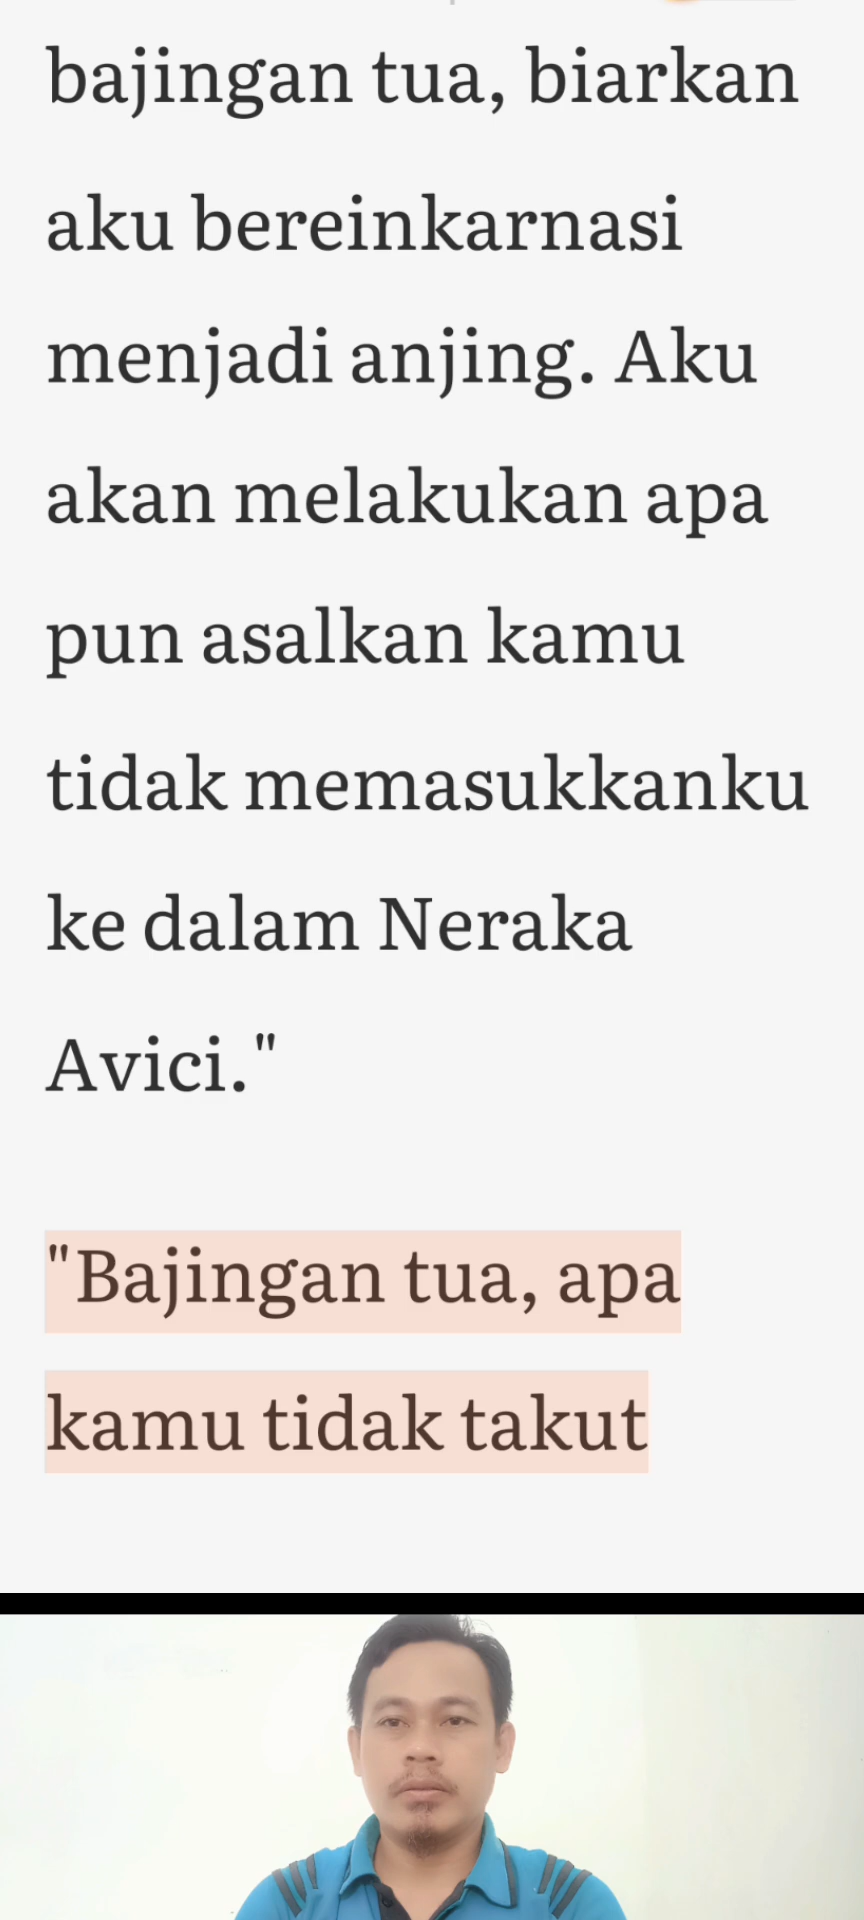 bajingan tua, biarkan
aku bereinkarnasi
menjadi anjing. Aku
akan melakukan apa
pun asalkan kamu
tidak memasukkanku
ke dalam Neraka
Avici."
"Bajingan tua, apa
kamu tidak takut